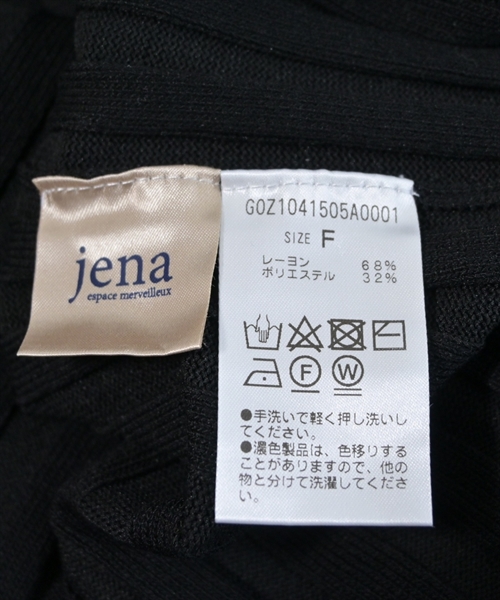 jena
espace merveilleux
G0Z1041505A0001
SIZE F
レーヨン 68%
ポリエステル 32%
F W
●手洗いで軽く押し洗いし
てください。
●濃色製品は、色移りする
ことがありますので、他の
物と分けて洗濯してくださ
い。